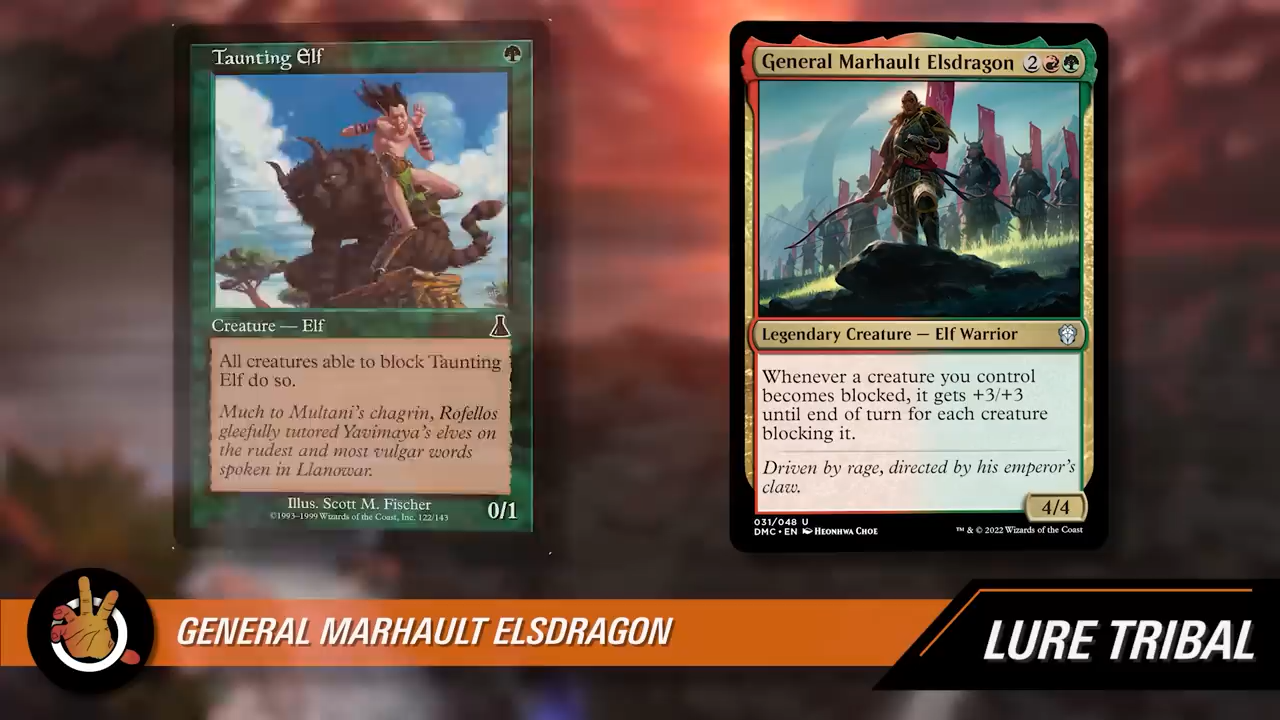 Taunting Elf
Creature — Elf
All creatures able to block Taunting
Elf do so.
Much to Multani's chagrin, Rofellos
gleefully tutored Yavimaya's elves on
the rudest and most vulgar words
spoken in Llanowar.
Illus. Scott M. Fischer
©1993-1999 Wizards of the Coast, Inc. 122/143
0/1
General Marhault Elsdragon 2
Legendary Creature — Elf Warrior
Whenever a creature you control
becomes blocked, it gets +3/+3
until end of turn for each creature
blocking it.
Driven by rage, directed by his emperor's
claw.
4/4
031/048 U
DMC • EN Heonhwa Choe
™ & © 2022 Wizards of the Coast
GENERAL MARHAULT ELSDRAGON
LURE TRIBAL